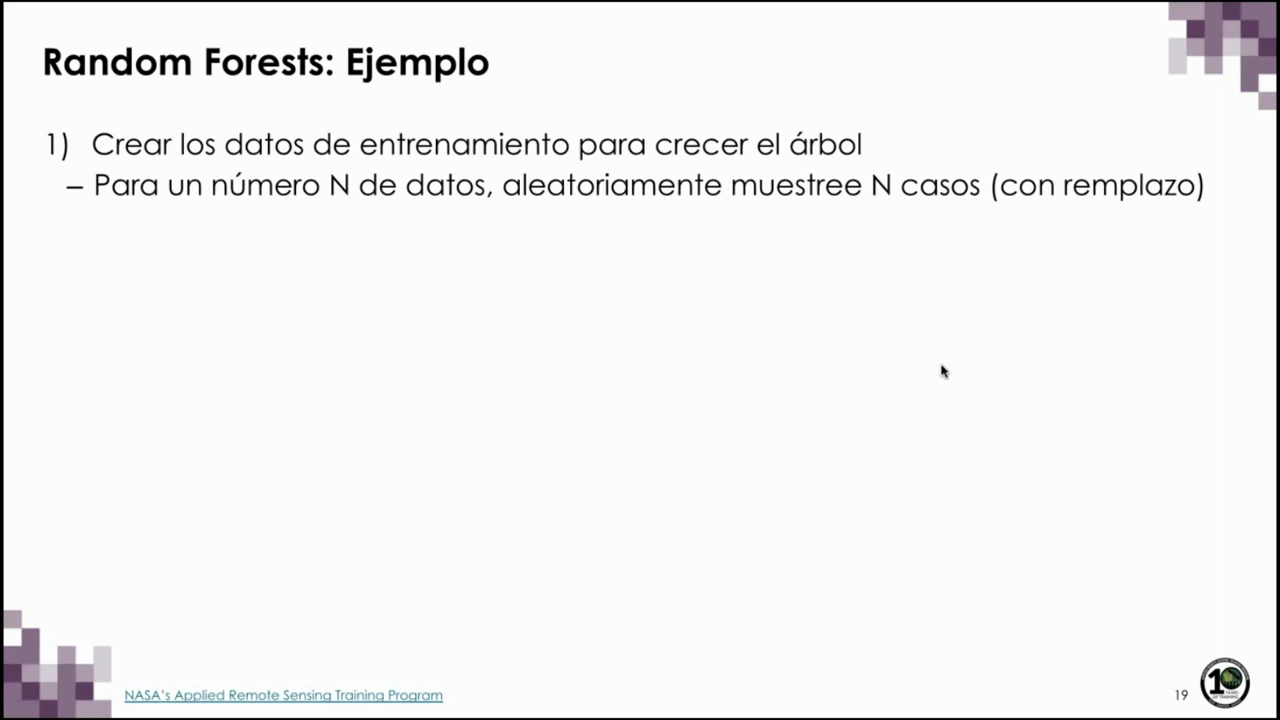 Random Forests: Ejemplo
1) Crear los datos de entrenamiento para crecer el árbol
– Para un número N de datos, aleatoriamente muestree N casos (con remplazo)
NASA's Applied Remote Sensing Training Program
19
10